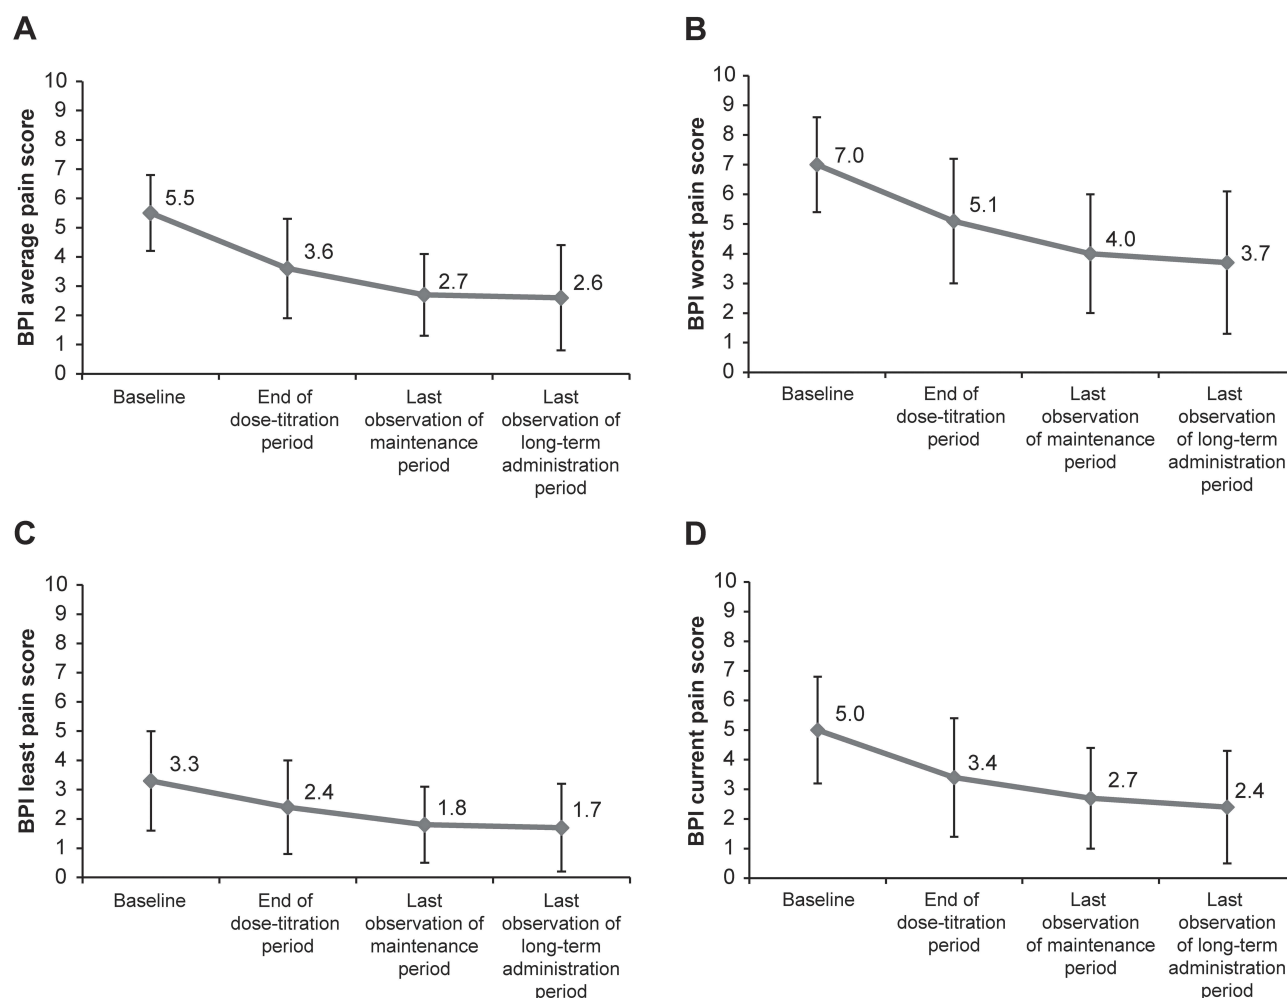 A
BPI average pain score
10
9
8
7
6
5
4
3
2
1
0
5.5
3.6
2.7
2.6
Baseline
End of
dose-titration
period
Last
observation of
maintenance
period
Last
observation of
long-term
administration
period
B
BPI worst pain score
10
9
8
7
6
5
4
3
2
1
0
7.0
5.1
4.0
3.7
Baseline
End of
dose-titration
period
Last
observation
of maintenance
period
Last
observation
of long-term
administration
period
C
BPI least pain score
10
9
8
7
6
5
4
3
2
1
0
3.3
2.4
1.8
1.7
Baseline
End of
dose-titration
period
Last
observation of
maintenance
period
Last
observation of
long-term
administration
period
D
BPI current pain score
10
9
8
7
6
5
4
3
2
1
0
5.0
3.4
2.7
2.4
Baseline
End of
dose-titration
period
Last
observation
of maintenance
period
Last
observation
of long-term
administration
period